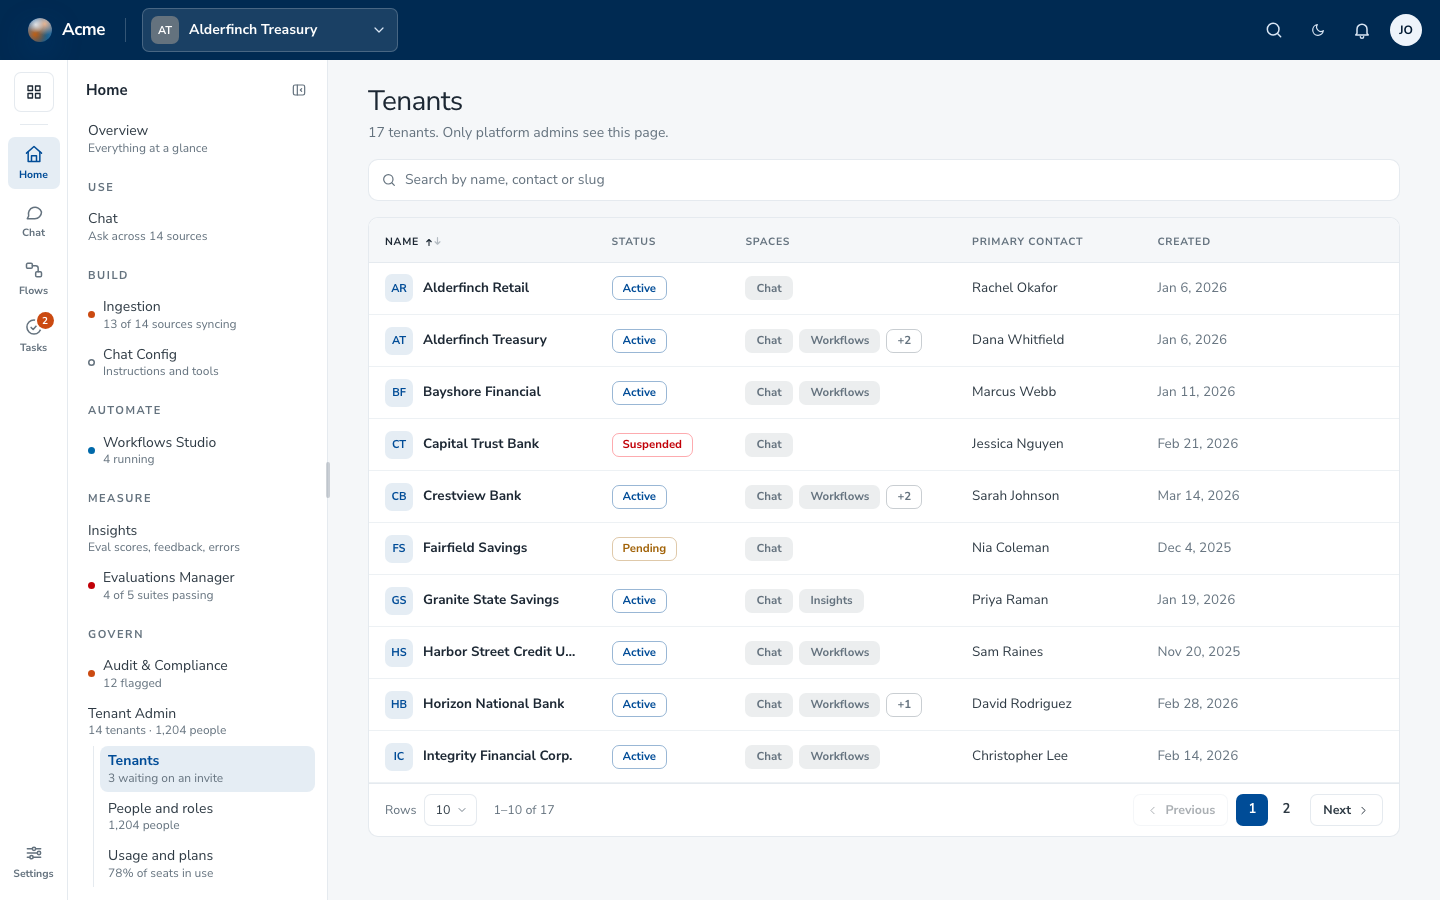 Acme
AT Alderfinch Treasury
JO
Home
Chat
Flows
2
Tasks
Settings
Home
Overview
Everything at a glance
USE
Chat
Ask across 14 sources
BUILD
Ingestion
13 of 14 sources syncing
Chat Config
Instructions and tools
AUTOMATE
Workflows Studio
4 running
MEASURE
Insights
Eval scores, feedback, errors
Evaluations Manager
4 of 5 suites passing
GOVERN
Audit & Compliance
12 flagged
Tenant Admin
14 tenants · 1,204 people
Tenants
3 waiting on an invite
People and roles
1,204 people
Usage and plans
78% of seats in use
Tenants
17 tenants. Only platform admins see this page.
Search by name, contact or slug
NAME STATUS SPACES PRIMARY CONTACT CREATED
AR Alderfinch Retail Active Chat Rachel Okafor Jan 6, 2026
AT Alderfinch Treasury Active Chat Workflows +2 Dana Whitfield Jan 6, 2026
BF Bayshore Financial Active Chat Workflows Marcus Webb Jan 11, 2026
CT Capital Trust Bank Suspended Chat Jessica Nguyen Feb 21, 2026
CB Crestview Bank Active Chat Workflows +2 Sarah Johnson Mar 14, 2026
FS Fairfield Savings Pending Chat Nia Coleman Dec 4, 2025
GS Granite State Savings Active Chat Insights Priya Raman Jan 19, 2026
HS Harbor Street Credit U... Active Chat Workflows Sam Raines Nov 20, 2025
HB Horizon National Bank Active Chat Workflows +1 David Rodriguez Feb 28, 2026
IC Integrity Financial Corp. Active Chat Workflows Christopher Lee Feb 14, 2026
Rows 10 1–10 of 17 Previous 1 2 Next